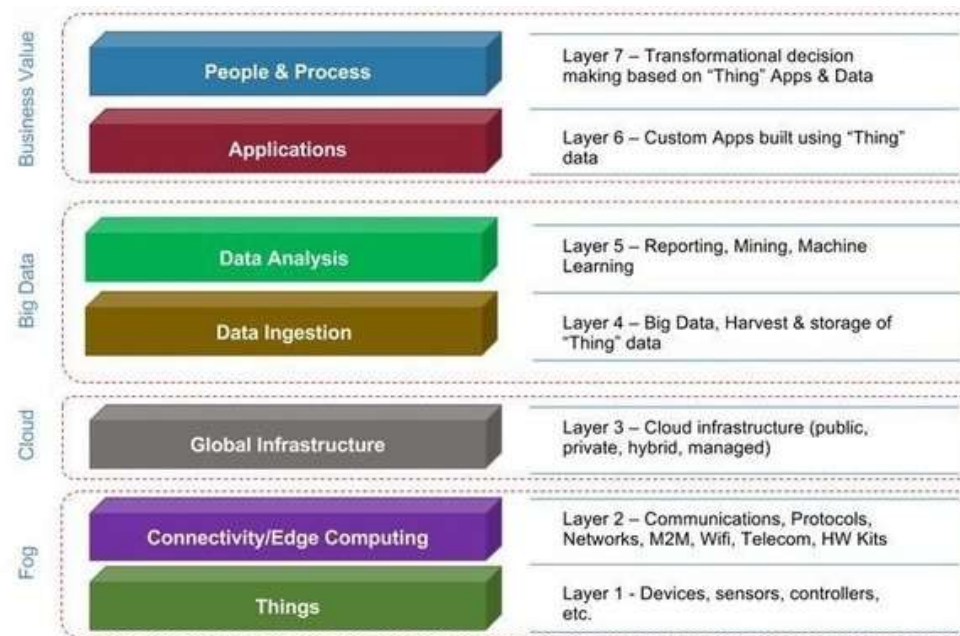 Business Value
People & Process
Layer 7 – Transformational decision
making based on “Thing” Apps & Data
Applications
Layer 6 – Custom Apps built using “Thing”
data
Big Data
Data Analysis
Layer 5 – Reporting, Mining, Machine
Learning
Data Ingestion
Layer 4 – Big Data, Harvest & storage of
“Thing” data
Cloud
Global Infrastructure
Layer 3 – Cloud infrastructure (public,
private, hybrid, managed)
Fog
Connectivity/Edge Computing
Layer 2 – Communications, Protocols,
Networks, M2M, Wifi, Telecom, HW Kits
Things
Layer 1 - Devices, sensors, controllers,
etc.